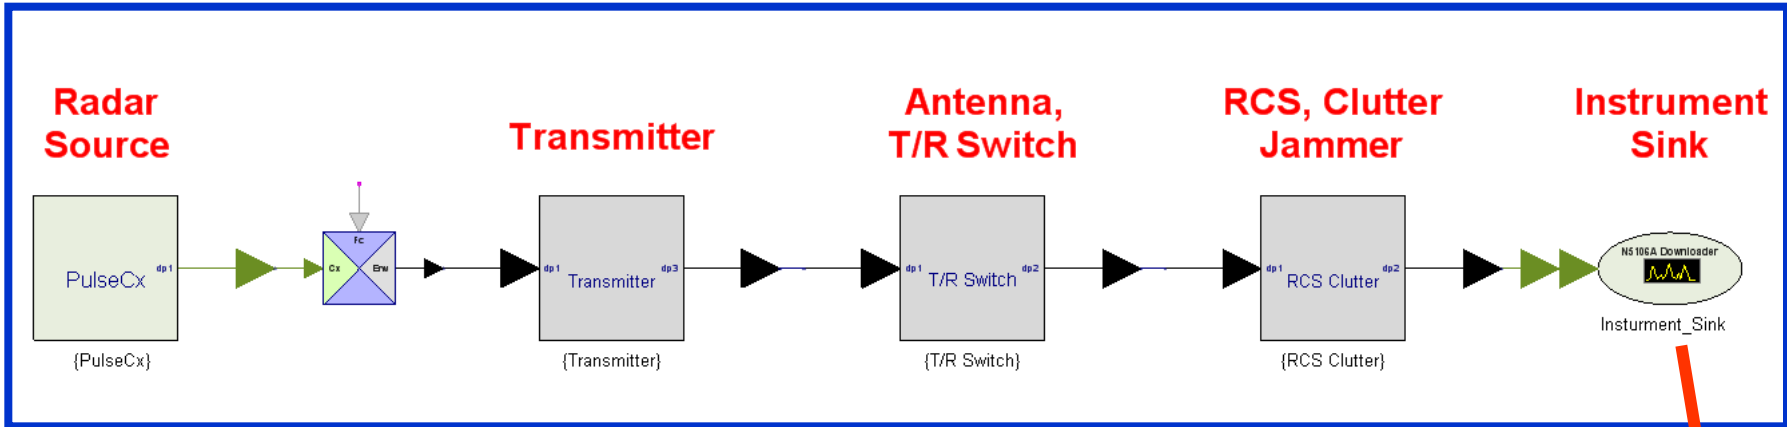 Radar
Source
Transmitter
Antenna,
T/R Switch
RCS, Clutter
Jammer
Instrument
Sink
PulseCx
dp1
{PulseCx}
Fc
Cx
Env
dp1
Transmitter
dp3
{Transmitter}
dp1
T/R Switch
dp2
{T/R Switch}
dp1
RCS Clutter
dp2
{RCS Clutter}
N5106A Downloader
Insturment_Sink